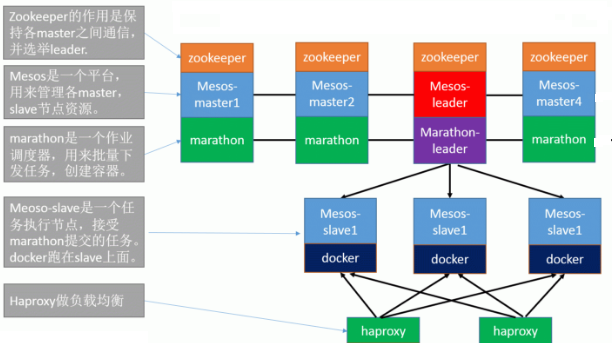 Zookeeper的作用是保
持各master之间通信，
并选举leader.
Mesos是一个平台，
用来管理各master，
slave节点资源。
marathon是一个作业
调度器，用来批量下
发任务，创建容器。
Meoso-slave是一个任
务执行节点，接受
marathon提交的任务。
docker跑在slave上面。
Haproxy做负载均衡
zookeeper
Mesos-
master1
marathon
zookeeper
Mesos-
master2
marathon
zookeeper
Mesos-
leader
Marathon-
leader
zookeeper
Mesos-
master4
marathon
Mesos-
slave1
docker
Mesos-
slave1
docker
Mesos-
slave1
docker
haproxy
haproxy